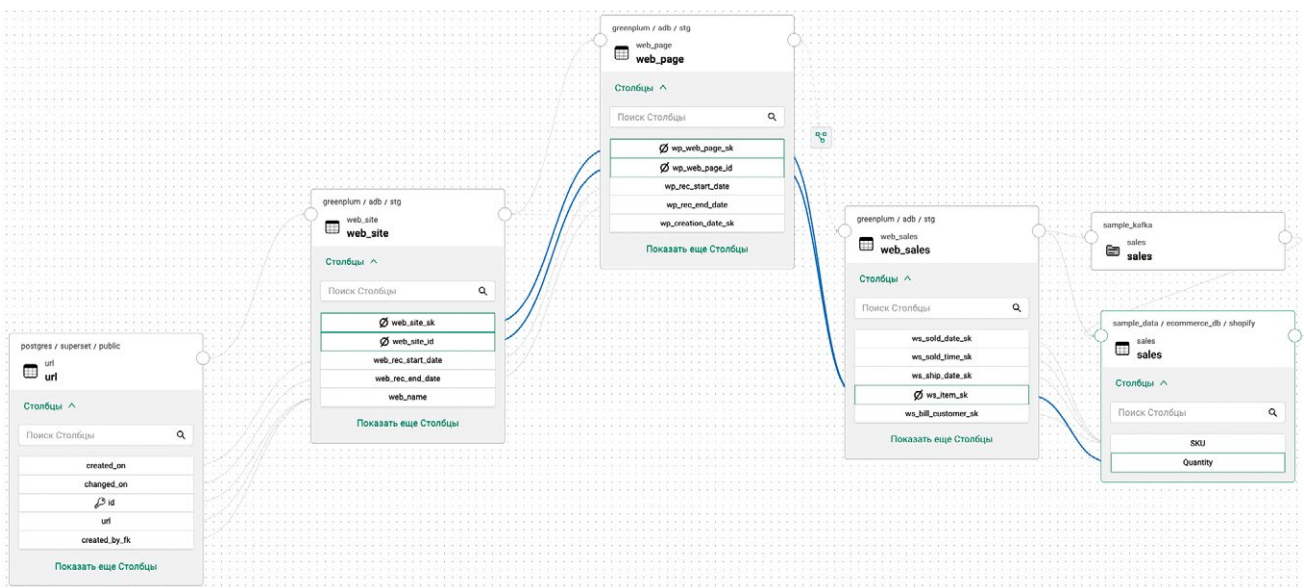 greenplum / adb / stg
web_page
web_page
Столбцы
Поиск Столбцы
wp_web_page_sk
wp_web_page_id
wp_rec_start_date
wp_rec_end_date
wp_creation_date_sk
Показать еще Столбцы
greenplum / adb / stg
web_site
web_site
Столбцы
Поиск Столбцы
web_site_sk
web_site_id
web_rec_start_date
web_rec_end_date
web_name
Показать еще Столбцы
postgres / superset / public
url
url
Столбцы
Поиск Столбцы
created_on
changed_on
id
url
created_by_fk
Показать еще Столбцы
greenplum / adb / stg
web_sales
web_sales
Столбцы
Поиск Столбцы
ws_sold_date_sk
ws_sold_time_sk
ws_ship_date_sk
ws_item_sk
ws_bill_customer_sk
Показать еще Столбцы
sample_kafka
sales
sales
sample_data / ecommerce_db / shopify
sales
sales
Столбцы
Поиск Столбцы
SKU
Quantity